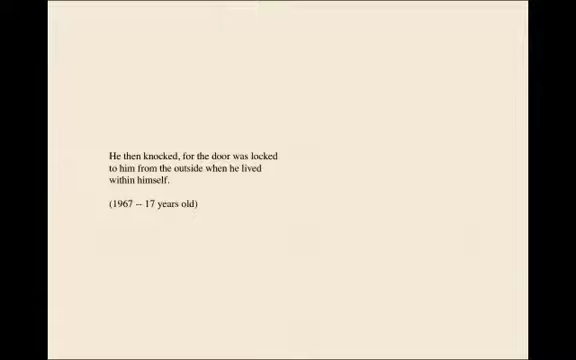 He then knocked, for the door was locked
to him from the outside when he lived
within himself.
(1967 -- 17 years old)